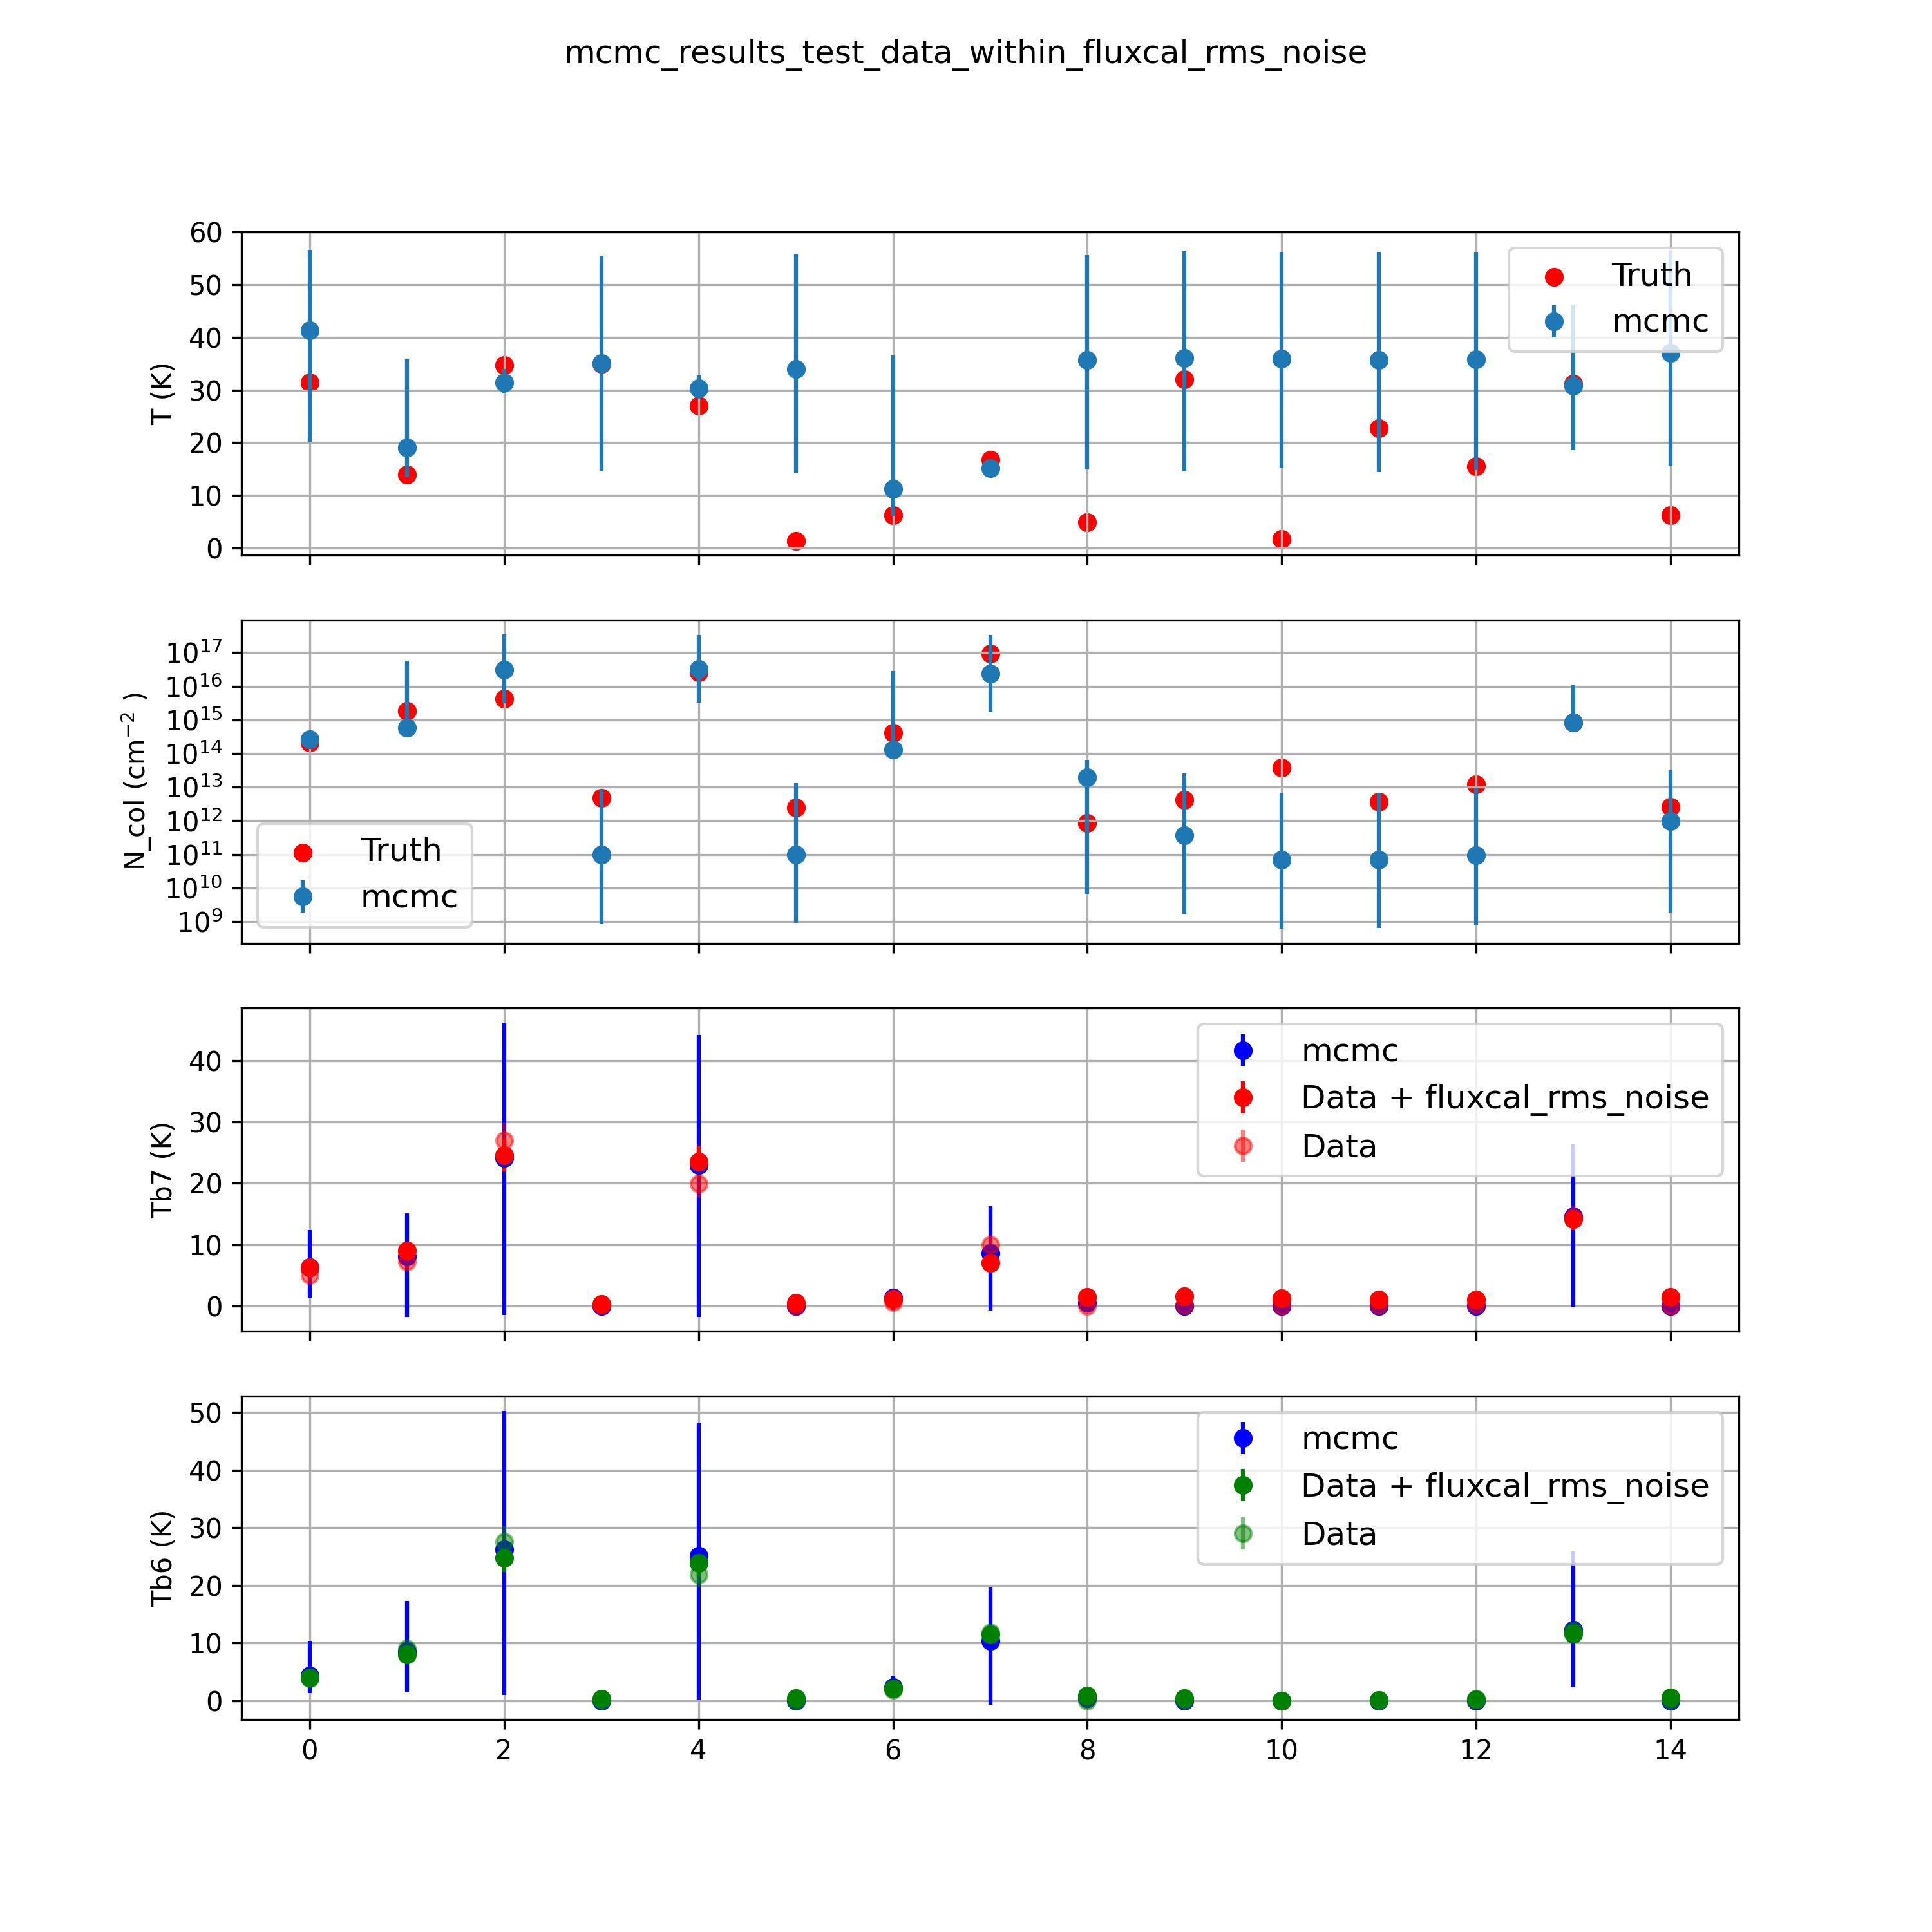 mcmc_results_test_data_within_fluxcal_rms_noise
60
50
40
30
20
10
0
T (K)
Truth
mcmc
10^17
10^16
10^15
10^14
10^13
10^12
10^11
10^10
10^9
N_col (cm^−2 )
Truth
mcmc
40
30
20
10
0
Tb7 (K)
mcmc
Data + fluxcal_rms_noise
Data
50
40
30
20
10
0
Tb6 (K)
mcmc
Data + fluxcal_rms_noise
Data
0 2 4 6 8 10 12 14